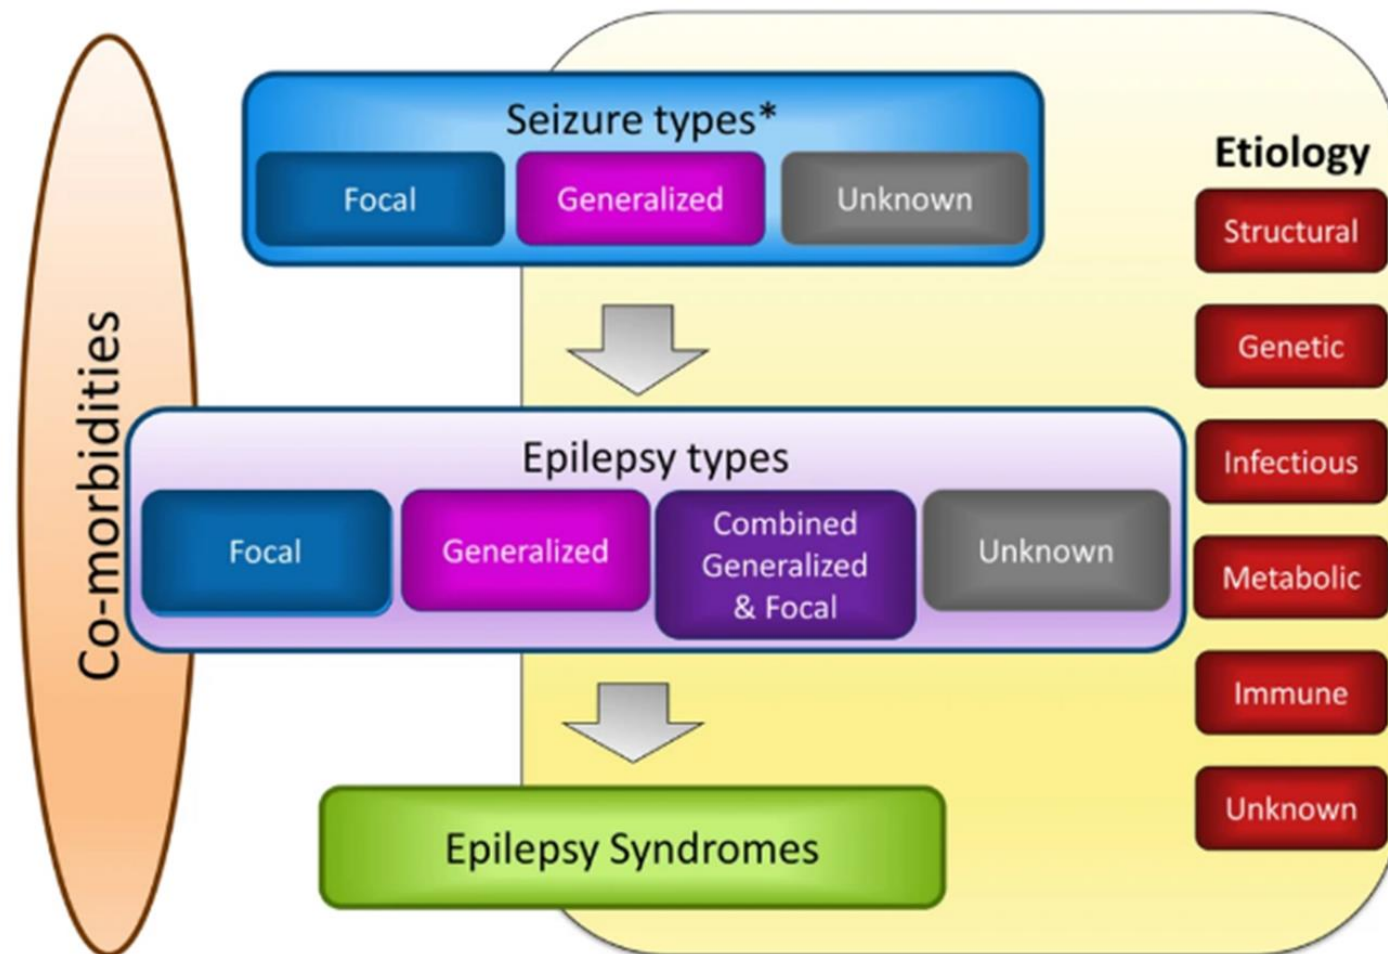 Co-morbidities
Seizure types*
Focal
Generalized
Unknown
Epilepsy types
Focal
Generalized
Combined
Generalized
& Focal
Unknown
Epilepsy Syndromes
Etiology
Structural
Genetic
Infectious
Metabolic
Immune
Unknown